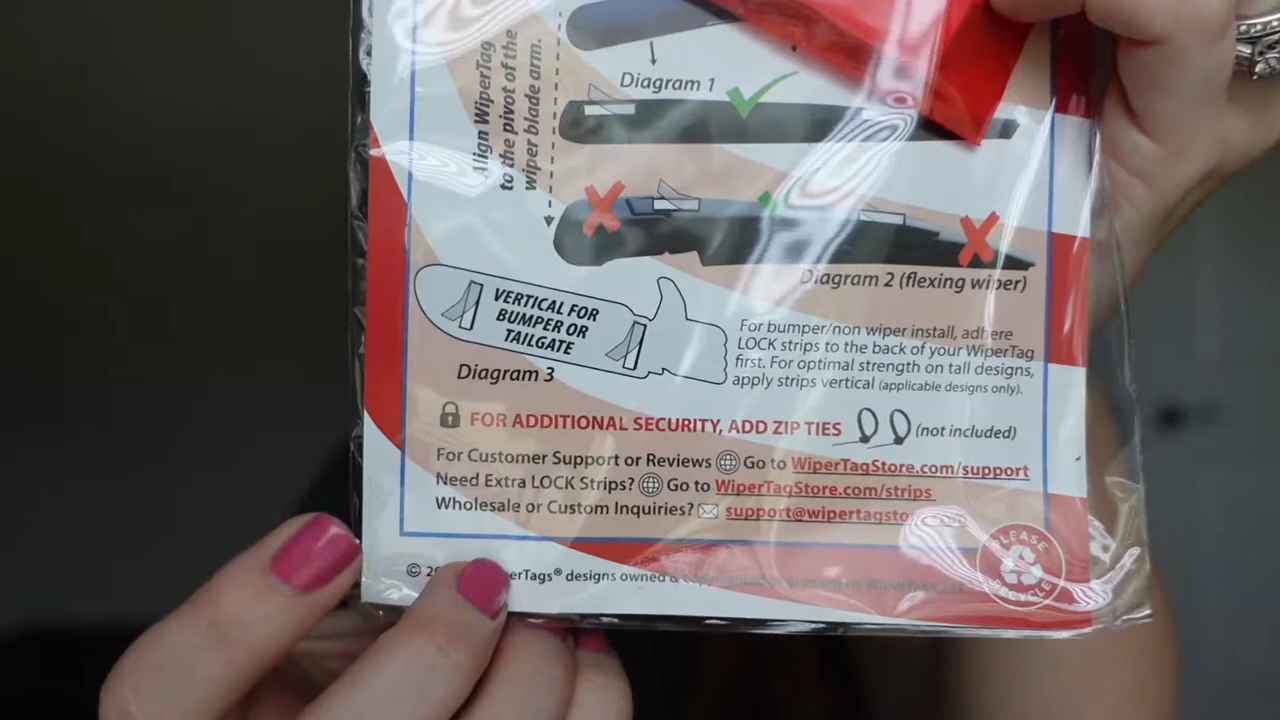 Align WiperTag
to the pivot of the
wiper blade arm.
Diagram 1
Diagram 2 (flexing wiper)
VERTICAL FOR
BUMPER OR
TAILGATE
Diagram 3
For bumper/non wiper install, adhere
LOCK strips to the back of your WiperTag
first. For optimal strength on tall designs,
apply strips vertical (applicable designs only).
FOR ADDITIONAL SECURITY, ADD ZIP TIES (not included)
For Customer Support or Reviews Go to WiperTagStore.com/support
Need Extra LOCK Strips? Go to WiperTagStore.com/strips
Wholesale or Custom Inquiries? support@wipertagsto
© designs owned &
PLEASE
RECYCLE